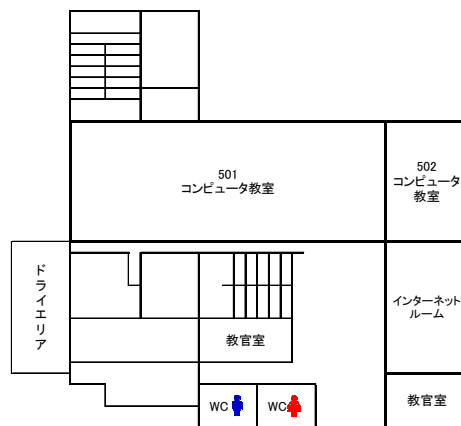 501
コンピュータ教室
502
コンピュータ
教室
ドライエリア
インターネット
ルーム
教官室
教官室
WC
WC